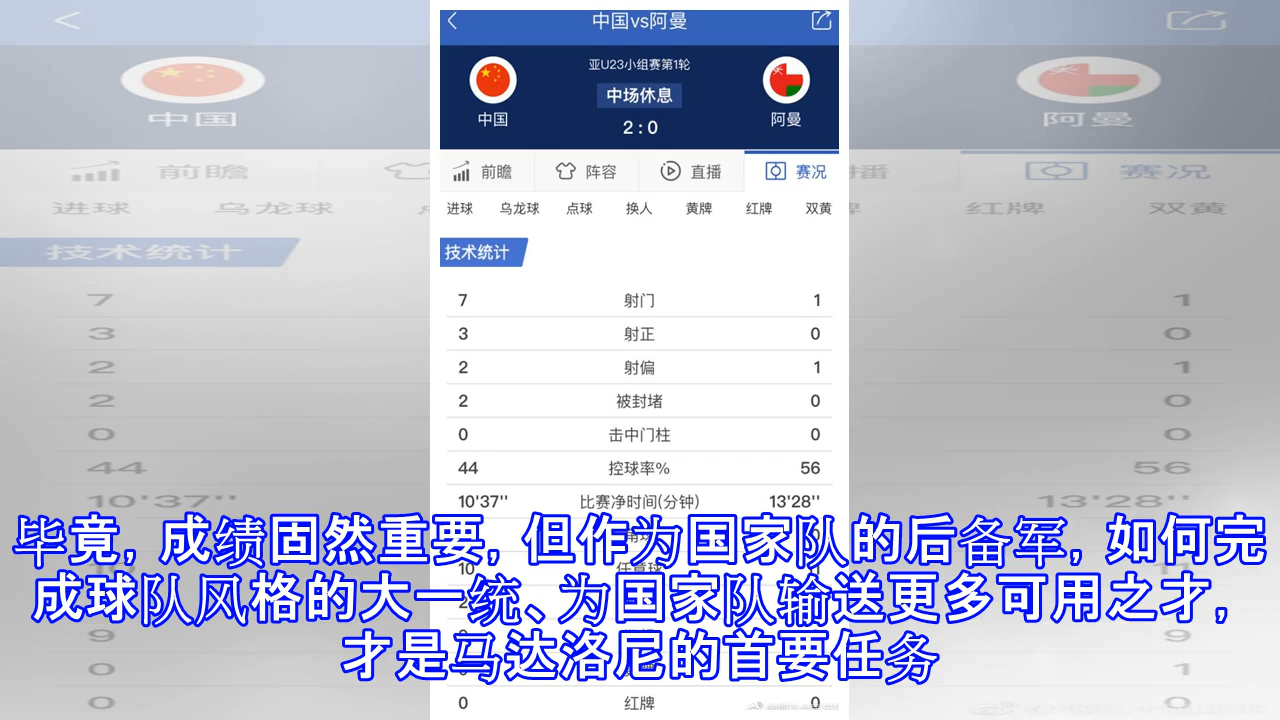 中国vs阿曼
亚U23小组赛第1轮
中场休息
中国
2 : 0
阿曼
前瞻 阵容 直播 赛况
进球 乌龙球 点球 换人 黄牌 红牌 双黄
技术统计
7 射门 1
3 射正 0
2 射偏 1
2 被封堵 0
0 击中门柱 0
44 控球率% 56
10'37'' 比赛净时间(分钟) 13'28''
毕竟, 成绩固然重要, 但作为国家队的后备军, 如何完
成球队风格的大一统、为国家队输送更多可用之才,
才是马达洛尼的首要任务
0 红牌 0